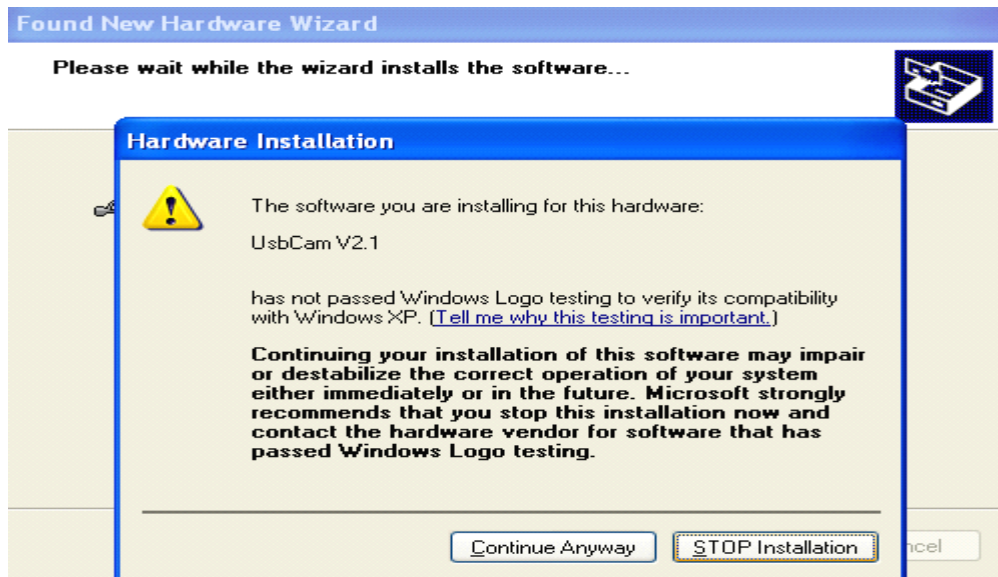 Found New Hardware Wizard
Please wait while the wizard installs the software...
Hardware Installation
The software you are installing for this hardware:
UsbCam V2.1
has not passed Windows Logo testing to verify its compatibility
with Windows XP. (Tell me why this testing is important.)
Continuing your installation of this software may impair
or destabilize the correct operation of your system
either immediately or in the future. Microsoft strongly
recommends that you stop this installation now and
contact the hardware vendor for software that has
passed Windows Logo testing.
Continue Anyway
STOP Installation
ncel